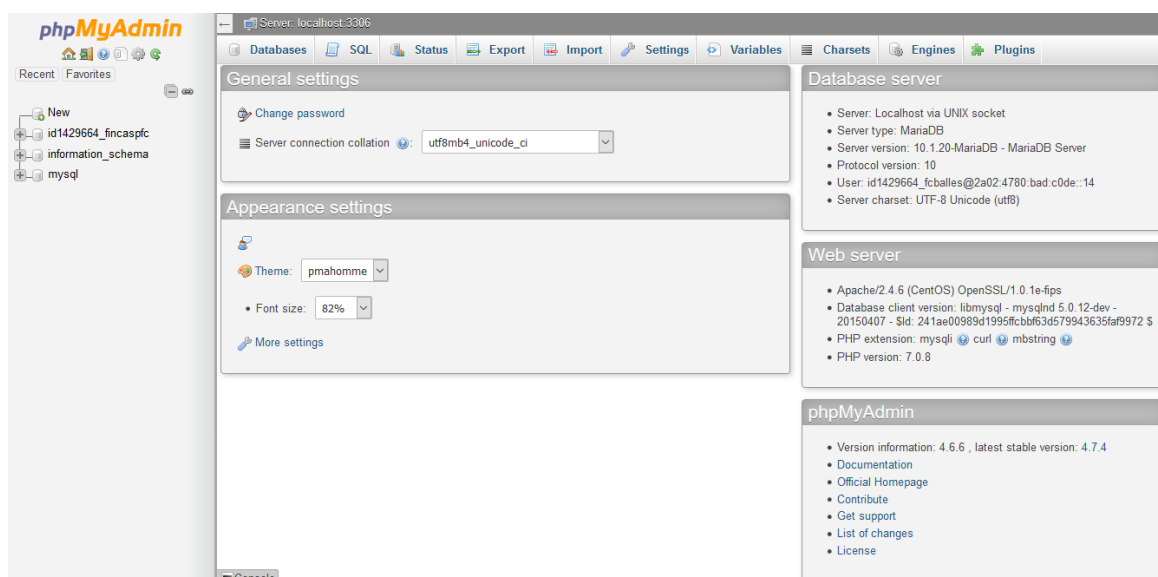 phpMyAdmin
Recent Favorites
New
id1429664_fincaspfc
information_schema
mysql
Server: localhost:3306
Databases SQL Status Export Import Settings Variables Charsets Engines Plugins
General settings
Change password
Server connection collation : utf8mb4_unicode_ci
Appearance settings
Theme: pmahomme
Font size: 82%
More settings
Database server
Server: Localhost via UNIX socket
Server type: MariaDB
Server version: 10.1.20-MariaDB - MariaDB Server
Protocol version: 10
User: id1429664_fcballes@2a02:4780:bad:c0de::14
Server charset: UTF-8 Unicode (utf8)
Web server
Apache/2.4.6 (CentOS) OpenSSL/1.0.1e-fips
Database client version: libmysql - mysqlnd 5.0.12-dev -
20150407 - $Id: 241ae00989d1995ffcbbf63d579943635faf9972 $
PHP extension: mysqli curl mbstring
PHP version: 7.0.8
phpMyAdmin
Version information: 4.6.6 , latest stable version: 4.7.4
Documentation
Official Homepage
Contribute
Get support
List of changes
License
Console